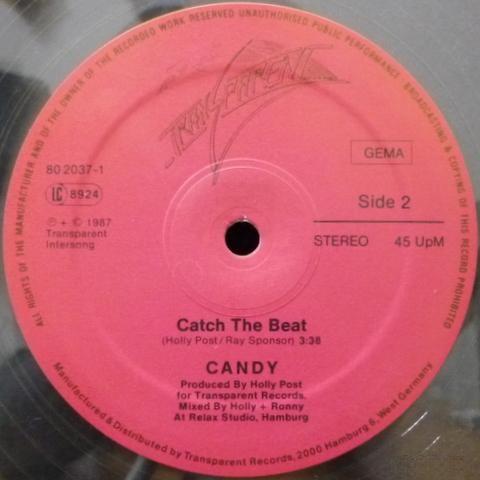 ALL RIGHTS OF THE MANUFACTURER AND OF THE OWNER OF THE RECORDED WORK RESERVED UNAUTHORISED PUBLIC PERFORMANCE · BROADCASTING & COPYING OF THIS RECORD PROHIBITED
TRANSPARENT
80 2037-1
LC 8924
GEMA
Side 2
℗ + © 1987
Transparent
Intersong
STEREO 45 UpM
Catch The Beat
(Holly Post/Ray Sponsor) 3:38
CANDY
Produced By Holly Post
for Transparent Records.
Mixed By Holly + Ronny
At Relax Studio, Hamburg
Manufactured & Distributed by Transparent Records, 2000 Hamburg 6, West Germany